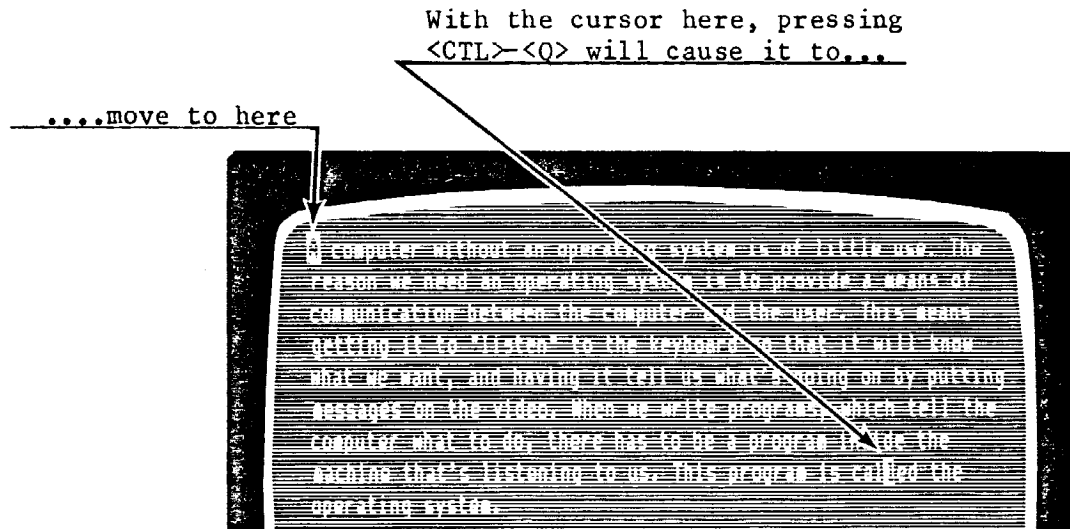 With the cursor here, pressing
<CTL>-<Q> will cause it to...
....move to here
A computer without an operating system is of little use. The
reason we need an operating system is to provide a means of
communication between the computer and the user. This means
getting it to "listen" to the keyboard so that it will know
what we want, and having it tell us what's going on by putting
messages on the video. When we write programs which tell the
computer what to do, there has to be a program inside the
machine that's listening to us. This program is called the
operating system.